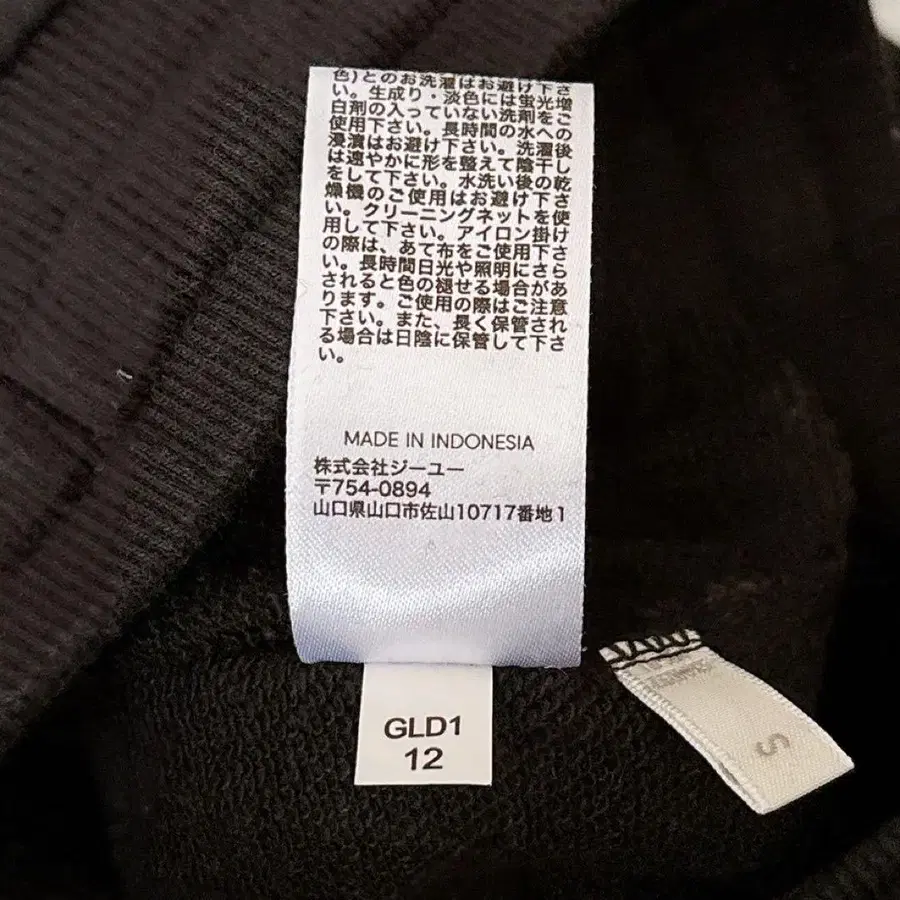 色)とのお洗濯はお避け下さ
い。生成り・淡色には蛍光増
白剤の入っていない洗剤をご
使用下さい。長時間の水への
浸漬はお避け下さい。洗濯後
は速やかに形を整えて陰干し
をして下さい。水洗い後の乾
燥機のご使用はお避け下さ
い。クリーニングネットを使
用して下さい。アイロン掛け
の際は、あて布をご使用下さ
い。長時間日光や照明にさら
されると色の褪せる場合があ
ります。ご使用の際はご注意
下さい。また、長く保管され
る場合は日陰に保管して下さ
い。
MADE IN INDONESIA
株式会社ジーユー
〒754-0894
山口県山口市佐山10717番地1
GLD1
12
S